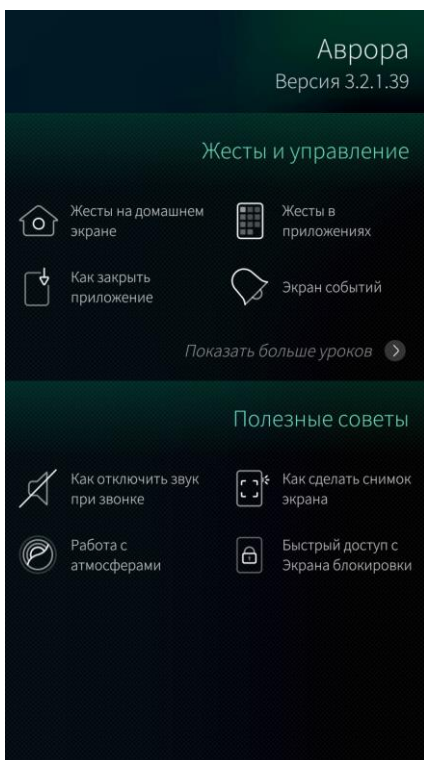 Аврора
Версия 3.2.1.39
Жесты и управление
Жесты на домашнем
экране
Жесты в
приложениях
Как закрыть
приложение
Экран событий
Показать больше уроков
Полезные советы
Как отключить звук
при звонке
Как сделать снимок
экрана
Работа с
атмосферами
Быстрый доступ с
Экрана блокировки